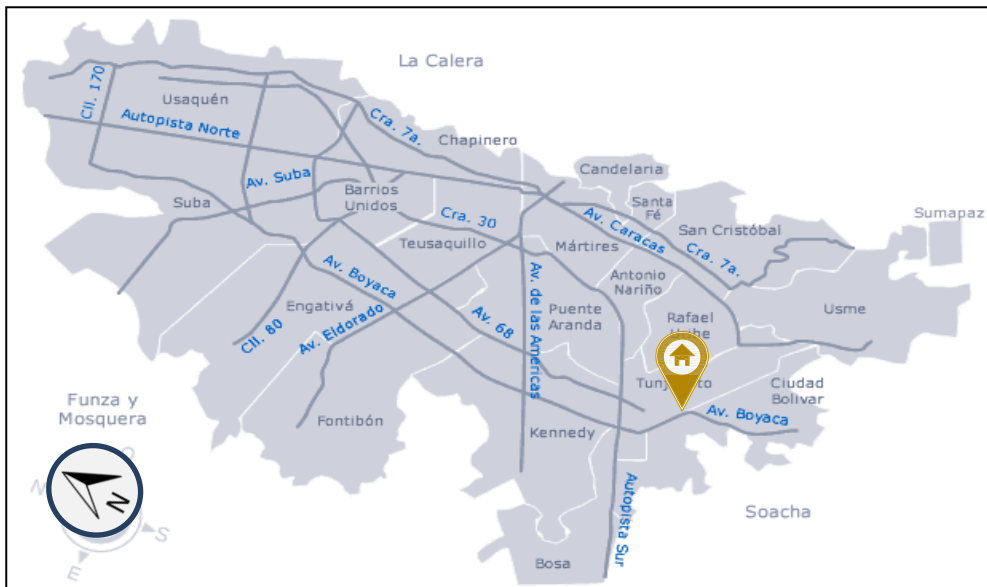 La Calera
Cll. 170
Usaquén
Autopista Norte
Cra. 7a.
Chapinero
Candelaria
Av. Suba
Suba
Barrios
Unidos
Santa
Fé
Sumapaz
Cra. 30
Teusaquillo
Mártires
Av. Caracas
San Cristóbal
Cra. 7a.
Av. Boyaca
Antonio
Nariño
Engativá
Av. de las Americas
Puente
Aranda
Rafael
Usme
Cll. 80
Av. Eldorado
Av. 68
Ciudad
Bolivar
Funza y
Mosquera
Fontibón
Kennedy
Av. Boyaca
N
N
S
E
Autopista Sur
Soacha
Bosa